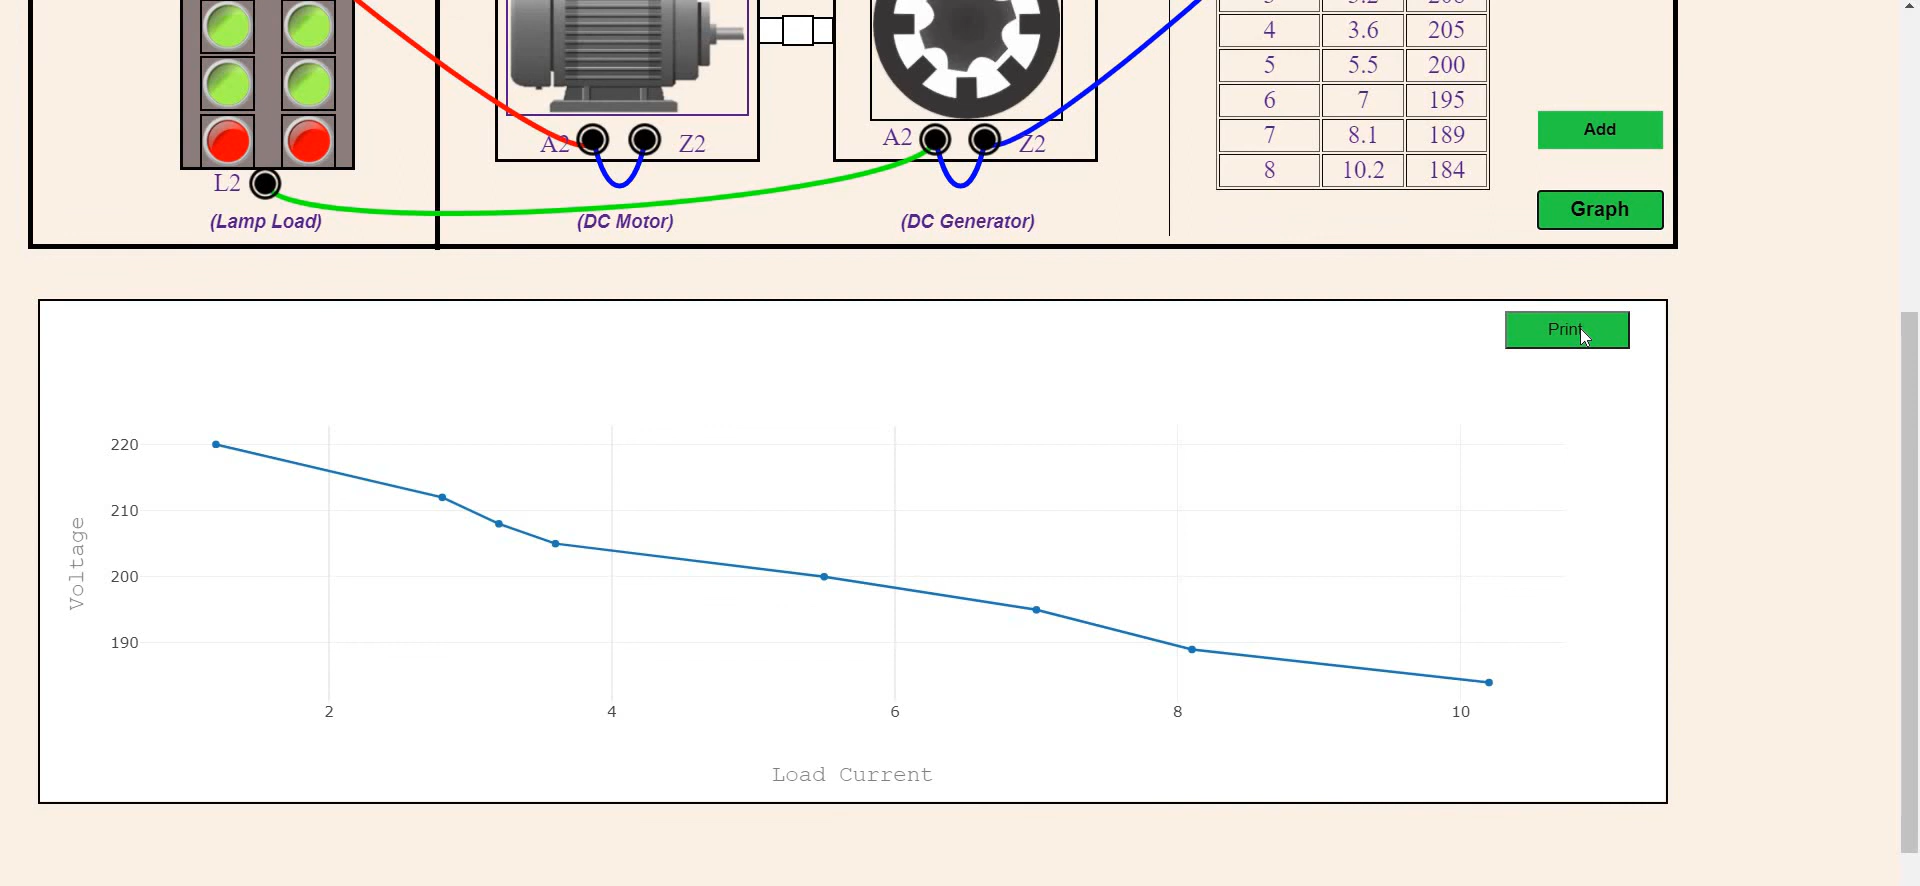 4 3.6 205
5 5.5 200
6 7 195
7 8.1 189
8 10.2 184
Add
Graph
A2 Z2
A2 Z2
L2
(Lamp Load)
(DC Motor)
(DC Generator)
Print
220
210
200
190
Voltage
2 4 6 8 10
Load Current